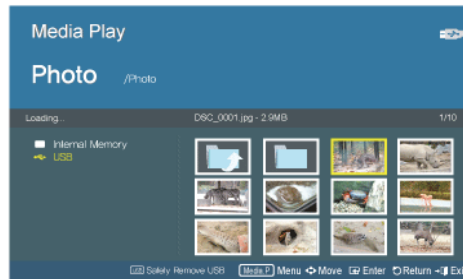 Media Play
Photo /Photo
Loading... DSC_0001.jpg - 2.9MB 1/10
Internal Memory
USB
Safely Remove USB Media.P Menu Move Enter Return Exi